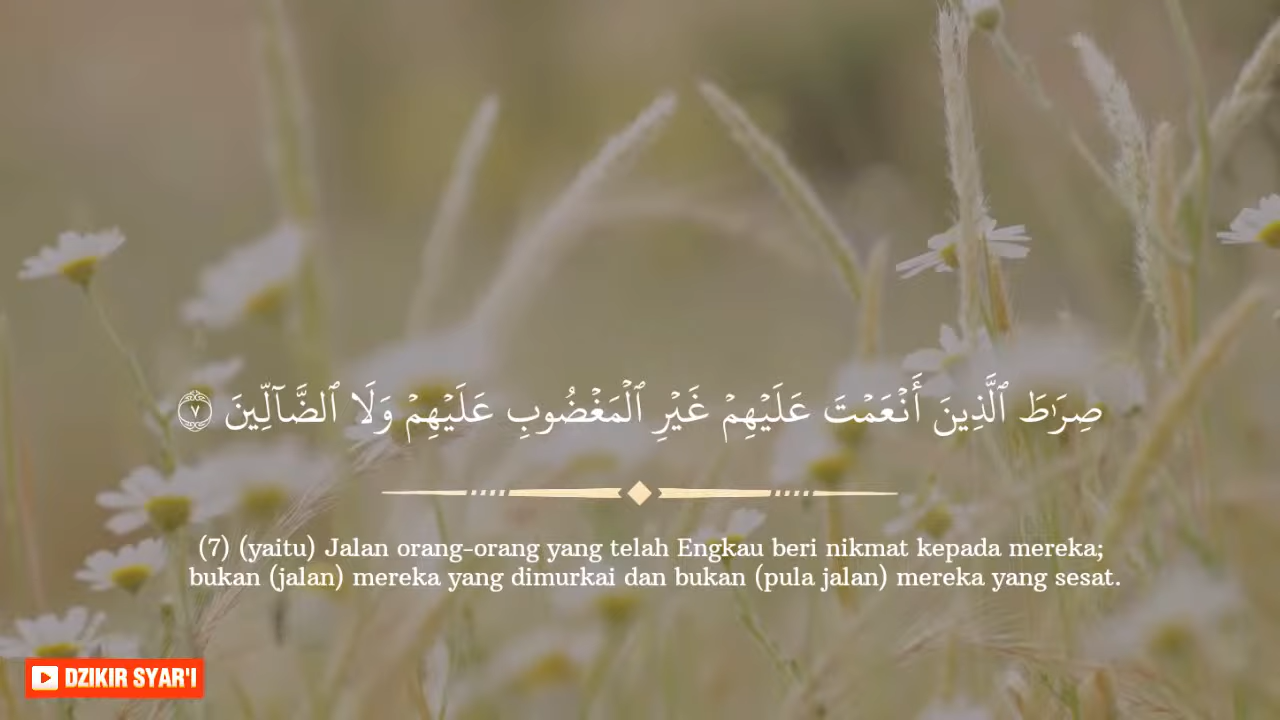 صِرَٰطَ ٱلَّذِينَ أَنْعَمْتَ عَلَيْهِمْ غَيْرِ ٱلْمَغْضُوبِ عَلَيْهِمْ وَلَا ٱلضَّآلِّينَ ٧
(7) (yaitu) Jalan orang-orang yang telah Engkau beri nikmat kepada mereka;
bukan (jalan) mereka yang dimurkai dan bukan (pula jalan) mereka yang sesat.
DZIKIR SYAR'I